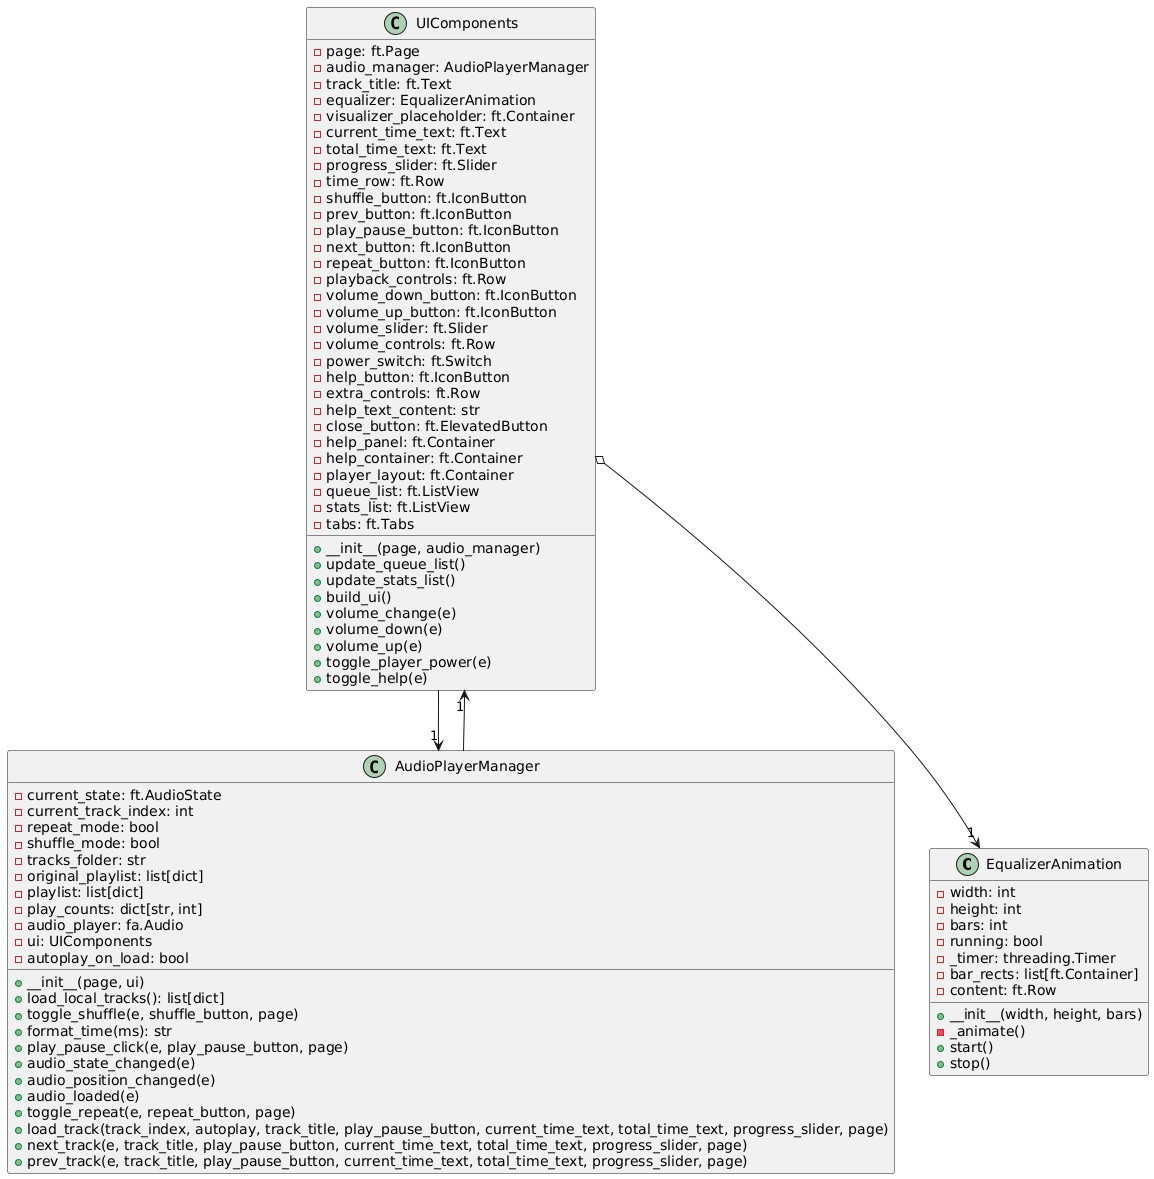 C UIComponents
page: ft.Page
audio_manager: AudioPlayerManager
track_title: ft.Text
equalizer: EqualizerAnimation
visualizer_placeholder: ft.Container
current_time_text: ft.Text
total_time_text: ft.Text
progress_slider: ft.Slider
time_row: ft.Row
shuffle_button: ft.IconButton
prev_button: ft.IconButton
play_pause_button: ft.IconButton
next_button: ft.IconButton
repeat_button: ft.IconButton
playback_controls: ft.Row
volume_down_button: ft.IconButton
volume_up_button: ft.IconButton
volume_slider: ft.Slider
volume_controls: ft.Row
power_switch: ft.Switch
help_button: ft.IconButton
extra_controls: ft.Row
help_text_content: str
close_button: ft.ElevatedButton
help_panel: ft.Container
help_container: ft.Container
player_layout: ft.Container
queue_list: ft.ListView
stats_list: ft.ListView
tabs: ft.Tabs
__init__(page, audio_manager)
update_queue_list()
update_stats_list()
build_ui()
volume_change(e)
volume_down(e)
volume_up(e)
toggle_player_power(e)
toggle_help(e)
1
1
C AudioPlayerManager
current_state: ft.AudioState
current_track_index: int
repeat_mode: bool
shuffle_mode: bool
tracks_folder: str
original_playlist: list[dict]
playlist: list[dict]
play_counts: dict[str, int]
audio_player: fa.Audio
ui: UIComponents
autoplay_on_load: bool
__init__(page, ui)
load_local_tracks(): list[dict]
toggle_shuffle(e, shuffle_button, page)
format_time(ms): str
play_pause_click(e, play_pause_button, page)
audio_state_changed(e)
audio_position_changed(e)
audio_loaded(e)
toggle_repeat(e, repeat_button, page)
load_track(track_index, autoplay, track_title, play_pause_button, current_time_text, total_time_text, progress_slider, page)
next_track(e, track_title, play_pause_button, current_time_text, total_time_text, progress_slider, page)
prev_track(e, track_title, play_pause_button, current_time_text, total_time_text, progress_slider, page)
1
C EqualizerAnimation
width: int
height: int
bars: int
running: bool
_timer: threading.Timer
bar_rects: list[ft.Container]
content: ft.Row
__init__(width, height, bars)
_animate()
start()
stop()